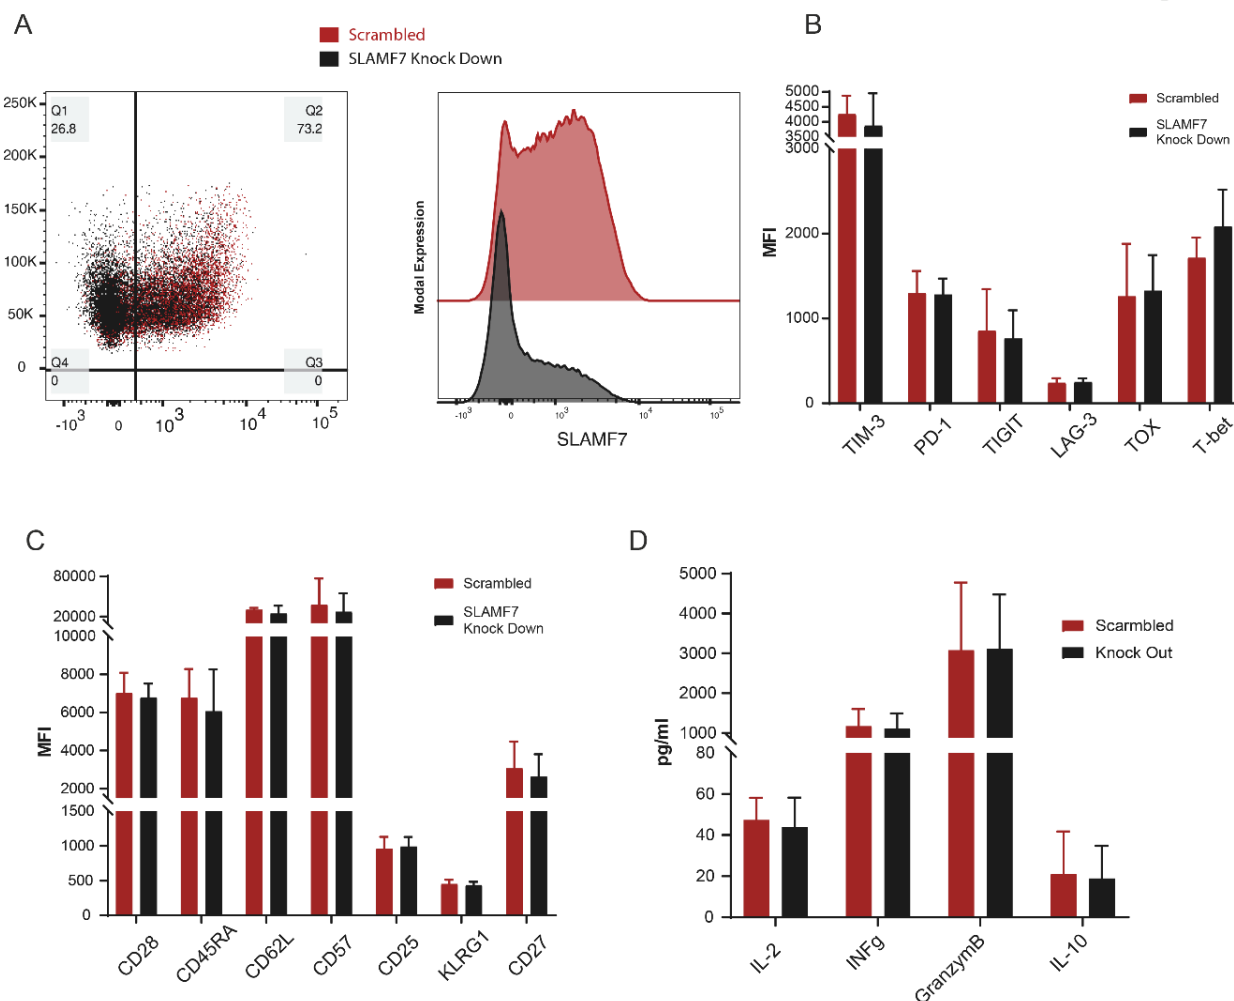 A
Scrambled
SLAMF7 Knock Down
Q1
26.8
Q2
73.2
Q4
0
Q3
0
250K
200K
150K
100K
50K
0
-10³ 0 10³ 10⁴ 10⁵
Modal Expression
-10³ 0 10³ 10⁴ 10⁵
SLAMF7
B
Scrambled
SLAMF7
Knock Down
MFI
5000
4500
4000
3500
3000
2000
1000
0
TIM-3 PD-1 TIGIT LAG-3 TOX T-bet
C
Scrambled
SLAMF7
Knock Down
MFI
80000
20000
10000
8000
6000
4000
2000
1500
1000
500
0
CD28 CD45RA CD62L CD57 CD25 KLRG1 CD27
D
Scarmbled
Knock Out
pg/ml
5000
4000
3000
2000
1000
80
60
40
20
0
IL-2 INFg GranzymB IL-10